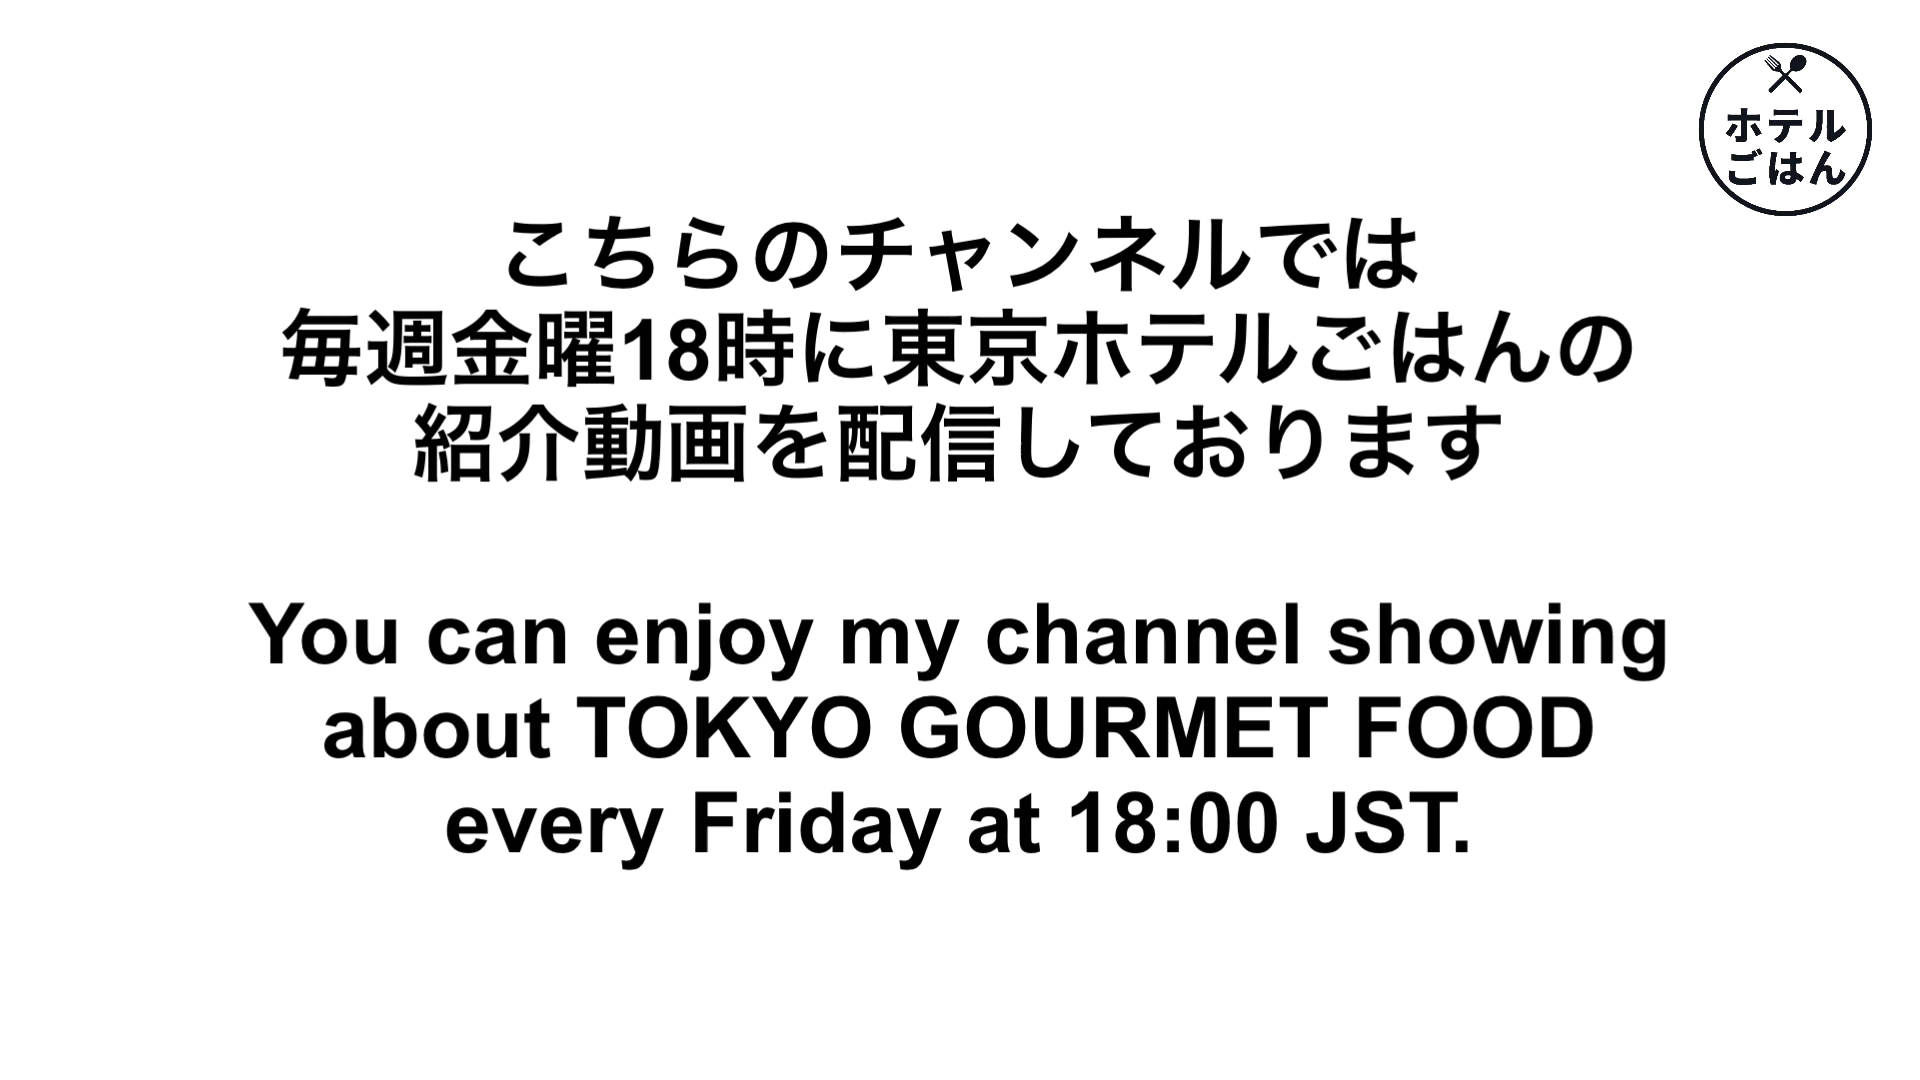 ホテル
ごはん
こちらのチャンネルでは
毎週金曜18時に東京ホテルごはんの
紹介動画を配信しております
You can enjoy my channel showing
about TOKYO GOURMET FOOD
every Friday at 18:00 JST.